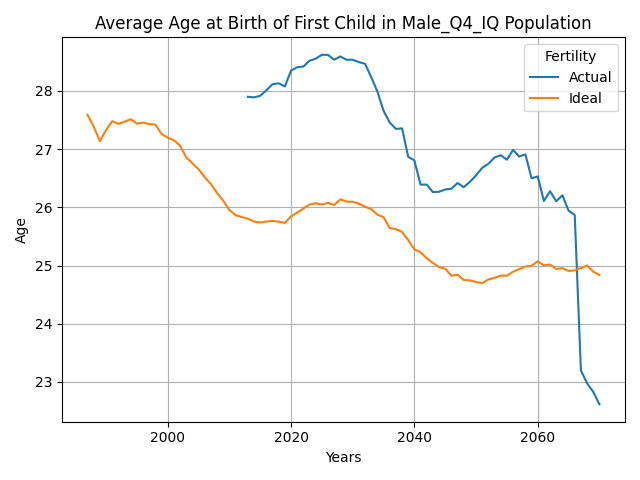 Average Age at Birth of First Child in Male_Q4_IQ Population
Fertility
Actual
Ideal
Age
28
27
26
25
24
23
2000
2020
2040
2060
Years